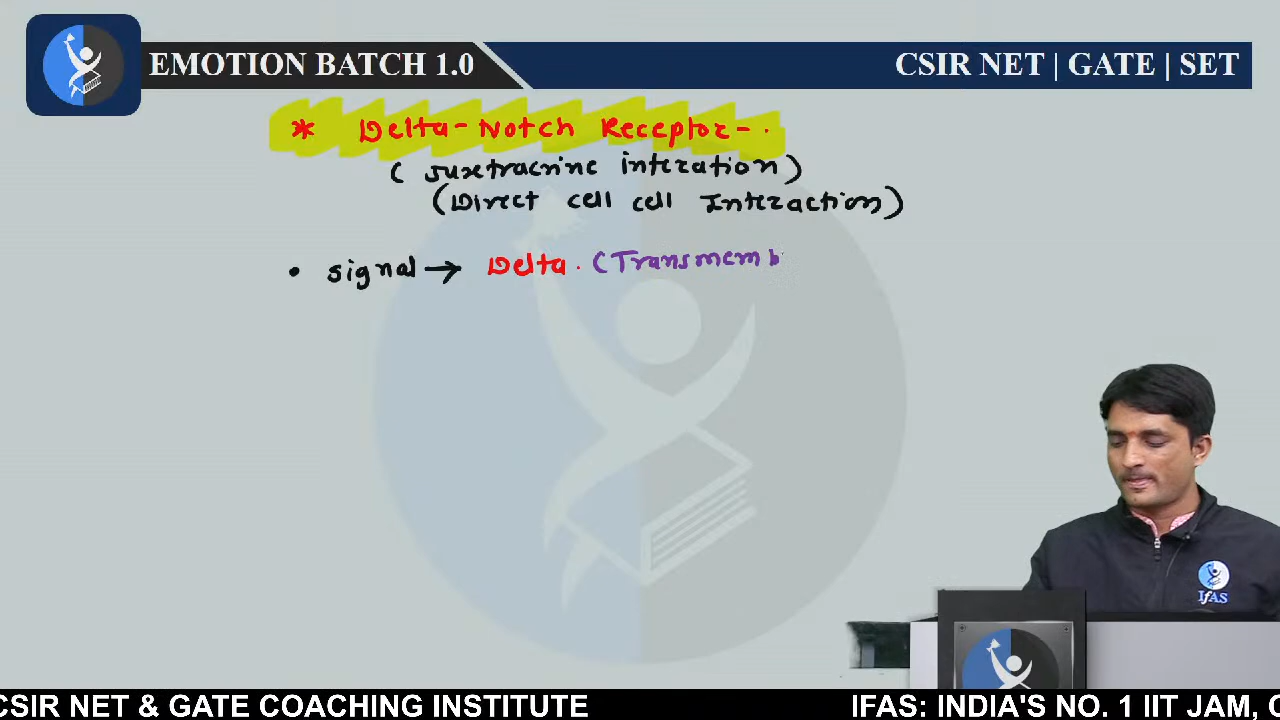 EMOTION BATCH 1.0
CSIR NET | GATE | SET
* Delta-Notch Receptor-.
( Juxtracrine interation)
(Direct cell cell Interaction)
• signal → Delta. (Transmemb
IfAS
CSIR NET & GATE COACHING INSTITUTE
IFAS: INDIA'S NO. 1 IIT JAM, C